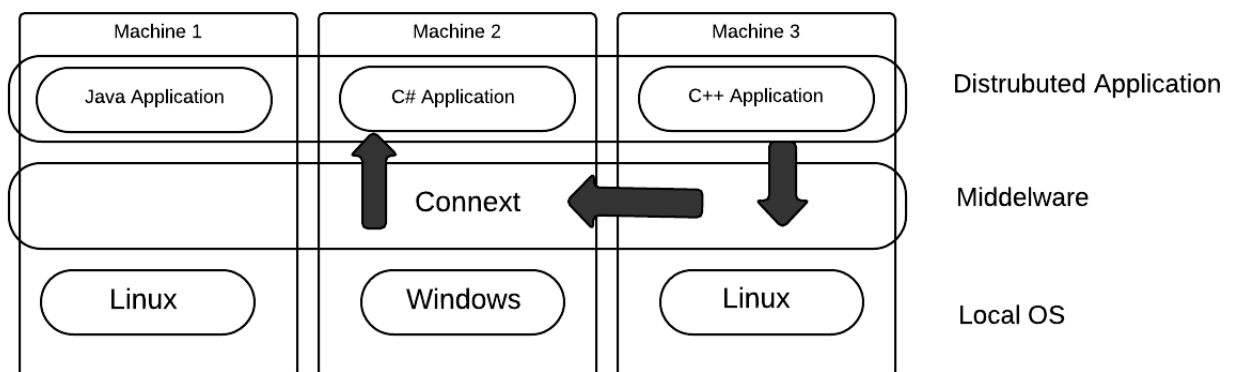 Machine 1
Machine 2
Machine 3
Java Application
C# Application
C++ Application
Distrubuted Application
Connext
Middelware
Linux
Windows
Linux
Local OS